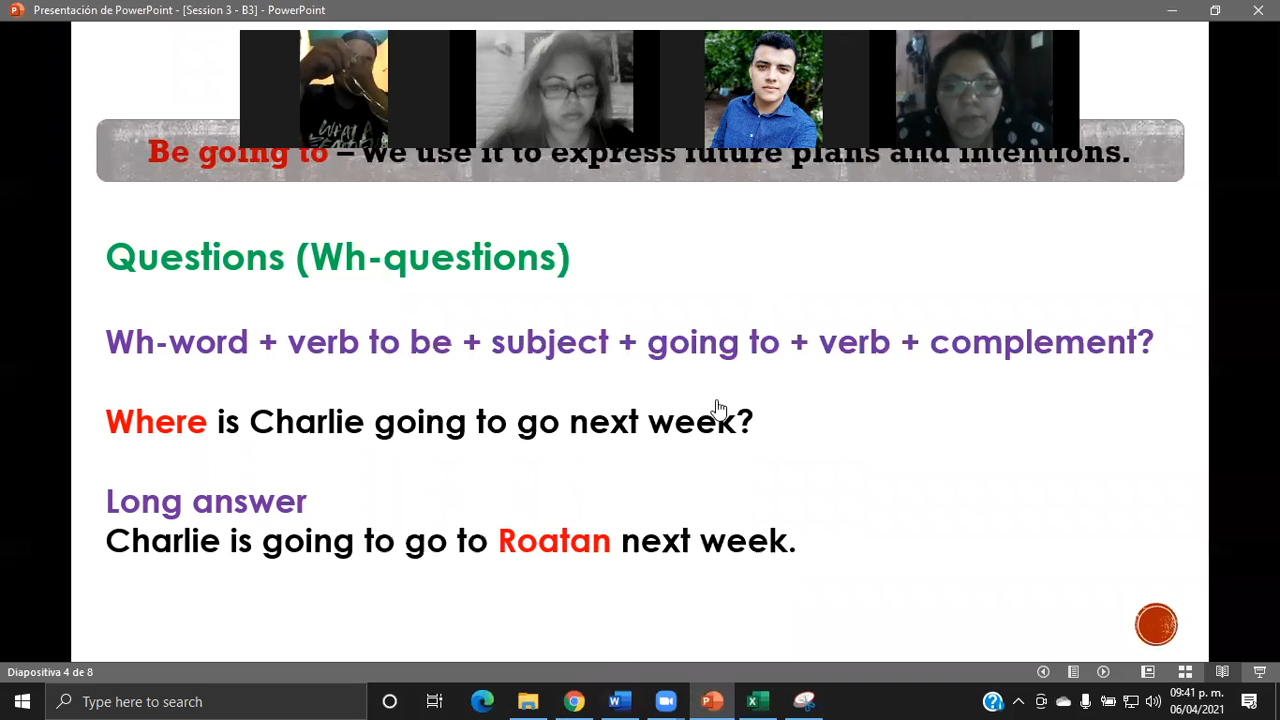 Presentación de PowerPoint - [Session 3 - B3] - PowerPoint
Be going to – we use it to express future plans and intentions.
Questions (Wh-questions)
Wh-word + verb to be + subject + going to + verb + complement?
Where is Charlie going to go next week?
Long answer
Charlie is going to go to Roatan next week.
Diapositiva 4 de 8
Type here to search
09:41 p. m.
06/04/2021